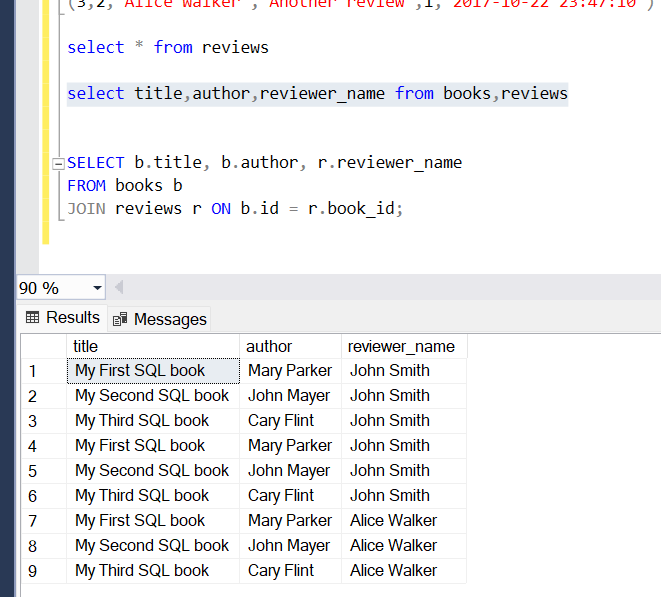 (3,2,'Alice Walker','Another review',1,'2017-10-22 23:47:10')
select * from reviews
select title,author,reviewer_name from books,reviews
SELECT b.title, b.author, r.reviewer_name
FROM books b
JOIN reviews r ON b.id = r.book_id;
90 %
Results Messages
title author reviewer_name
1 My First SQL book Mary Parker John Smith
2 My Second SQL book John Mayer John Smith
3 My Third SQL book Cary Flint John Smith
4 My First SQL book Mary Parker John Smith
5 My Second SQL book John Mayer John Smith
6 My Third SQL book Cary Flint John Smith
7 My First SQL book Mary Parker Alice Walker
8 My Second SQL book John Mayer Alice Walker
9 My Third SQL book Cary Flint Alice Walker